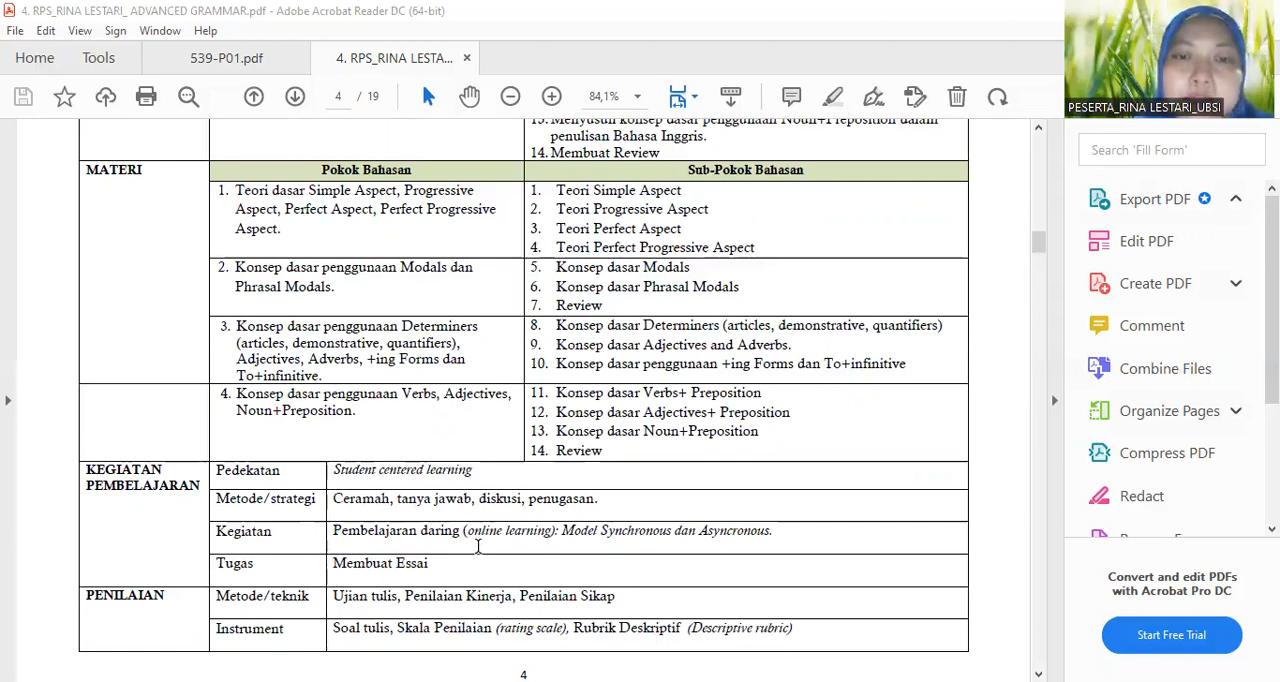 4. RPS_RINA LESTARI_ADVANCED GRAMMAR.pdf - Adobe Acrobat Reader DC (64-bit)
File Edit View Sign Window Help
Home Tools 539-P01.pdf 4. RPS_RINA LESTA... ×
4 / 19 84,1%
PESERTA_RINA LESTARI_UBSI
13. Menyusun konsep dasar penggunaan Noun+Preposition dalam
penulisan Bahasa Inggris.
14. Membuat Review
MATERI Pokok Bahasan Sub-Pokok Bahasan
1. Teori dasar Simple Aspect, Progressive
Aspect, Perfect Aspect, Perfect Progressive
Aspect.
1. Teori Simple Aspect
2. Teori Progressive Aspect
3. Teori Perfect Aspect
4. Teori Perfect Progressive Aspect
2. Konsep dasar penggunaan Modals dan
Phrasal Modals.
5. Konsep dasar Modals
6. Konsep dasar Phrasal Modals
7. Review
3. Konsep dasar penggunaan Determiners
(articles, demonstrative, quantifiers),
Adjectives, Adverbs, +ing Forms dan
To+infinitive.
8. Konsep dasar Determiners (articles, demonstrative, quantifiers)
9. Konsep dasar Adjectives and Adverbs.
10. Konsep dasar penggunaan +ing Forms dan To+infinitive
4. Konsep dasar penggunaan Verbs, Adjectives,
Noun+Preposition.
11. Konsep dasar Verbs+ Preposition
12. Konsep dasar Adjectives+ Preposition
13. Konsep dasar Noun+Preposition
14. Review
KEGIATAN
PEMBELAJARAN
Pedekatan Student centered learning
Metode/strategi Ceramah, tanya jawab, diskusi, penugasan.
Kegiatan Pembelajaran daring (online learning): Model Synchronous dan Asyncronous.
Tugas Membuat Essai
PENILAIAN Metode/teknik Ujian tulis, Penilaian Kinerja, Penilaian Sikap
Instrument Soal tulis, Skala Penilaian (rating scale), Rubrik Deskriptif (Descriptive rubric)
4
Search 'Fill Form'
Export PDF
Edit PDF
Create PDF
Comment
Combine Files
Organize Pages
Compress PDF
Redact
Convert and edit PDFs
with Acrobat Pro DC
Start Free Trial